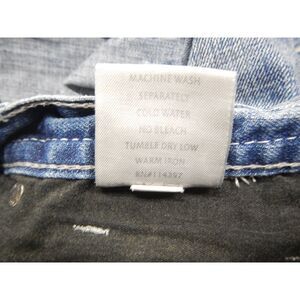 MACHINE WASH
SEPARATELY
COLD WATER
NO BLEACH
TUMBLE DRY LOW
WARM IRON
RN#114397